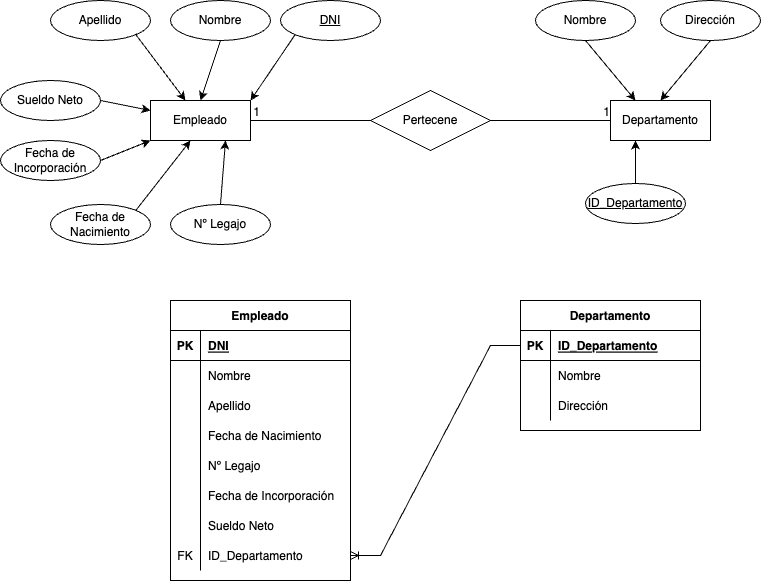 Apellido
Nombre
DNI
Nombre
Dirección
Sueldo Neto
Empleado
1
Pertecene
1
Departamento
Fecha de
Incorporación
Fecha de
Nacimiento
Nº Legajo
ID_Departamento
Empleado
PK DNI
Nombre
Apellido
Fecha de Nacimiento
Nº Legajo
Fecha de Incorporación
Sueldo Neto
FK ID_Departamento
Departamento
PK ID_Departamento
Nombre
Dirección